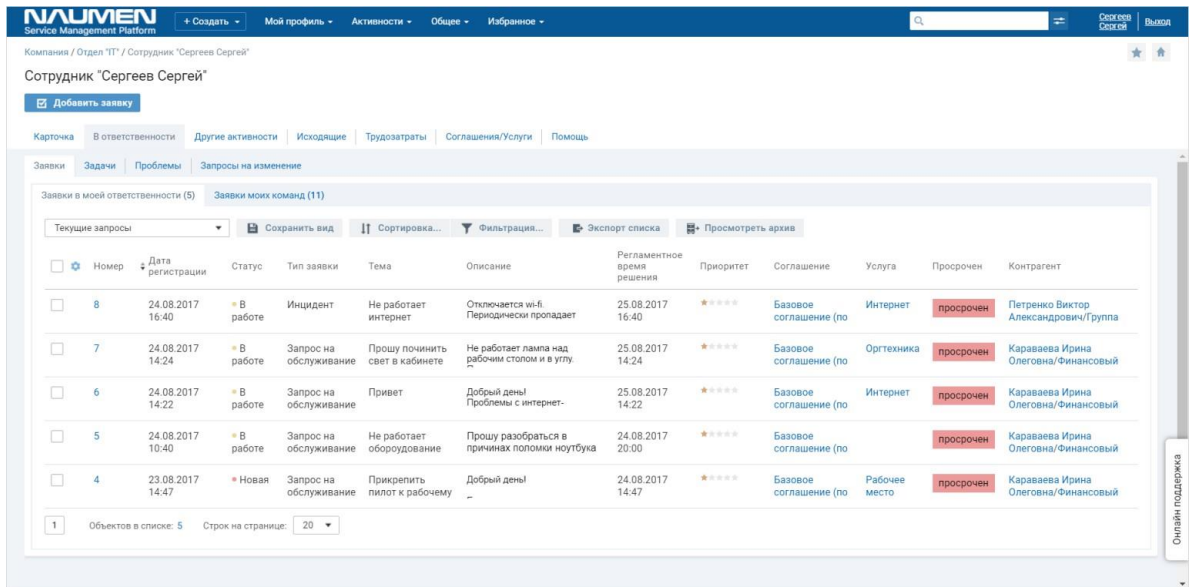 NAUMEN
Service Management Platform
+ Создать
Мой профиль
Активности
Общее
Избранное
Сергеев
Сергей
Выход
Компания / Отдел "IT" / Сотрудник "Сергеев Сергей"
Сотрудник "Сергеев Сергей"
Добавить заявку
Карточка В ответственности Другие активности Исходящие Трудозатраты Соглашения/Услуги Помощь
Заявки Задачи Проблемы Запросы на изменение
Заявки в моей ответственности (5) Заявки моих команд (11)
Текущие запросы Сохранить вид Сортировка... Фильтрация... Экспорт списка Просмотреть архив
Номер
Дата
регистрации
Статус
Тип заявки
Тема
Описание
Регламентное
время
решения
Приоритет
Соглашение
Услуга
Просрочен
Контрагент
8
24.08.2017
16:40
В
работе
Инцидент
Не работает
интернет
Отключается wi-fi.
Периодически пропадает
25.08.2017
16:40
Базовое
соглашение (по
Интернет
просрочен
Петренко Виктор
Александрович/Группа
7
24.08.2017
14:24
В
работе
Запрос на
обслуживание
Прошу починить
свет в кабинете
Не работает лампа над
рабочим столом и в углу.
25.08.2017
14:24
Базовое
соглашение (по
Оргтехника
просрочен
Караваева Ирина
Олеговна/Финансовый
6
24.08.2017
14:22
В
работе
Запрос на
обслуживание
Привет
Добрый день!
Проблемы с интернет-
25.08.2017
14:22
Базовое
соглашение (по
Интернет
просрочен
Караваева Ирина
Олеговна/Финансовый
5
24.08.2017
10:40
В
работе
Запрос на
обслуживание
Не работает
обороудование
Прошу разобраться в
причинах поломки ноутбука
24.08.2017
20:00
Базовое
соглашение (по
просрочен
Караваева Ирина
Олеговна/Финансовый
4
23.08.2017
14:47
Новая
Запрос на
обслуживание
Прикрепить
пилот к рабочему
Добрый день!
24.08.2017
14:47
Базовое
соглашение (по
Рабочее
место
просрочен
Караваева Ирина
Олеговна/Финансовый
1 Объектов в списке: 5 Строк на странице: 20
Онлайн поддержка